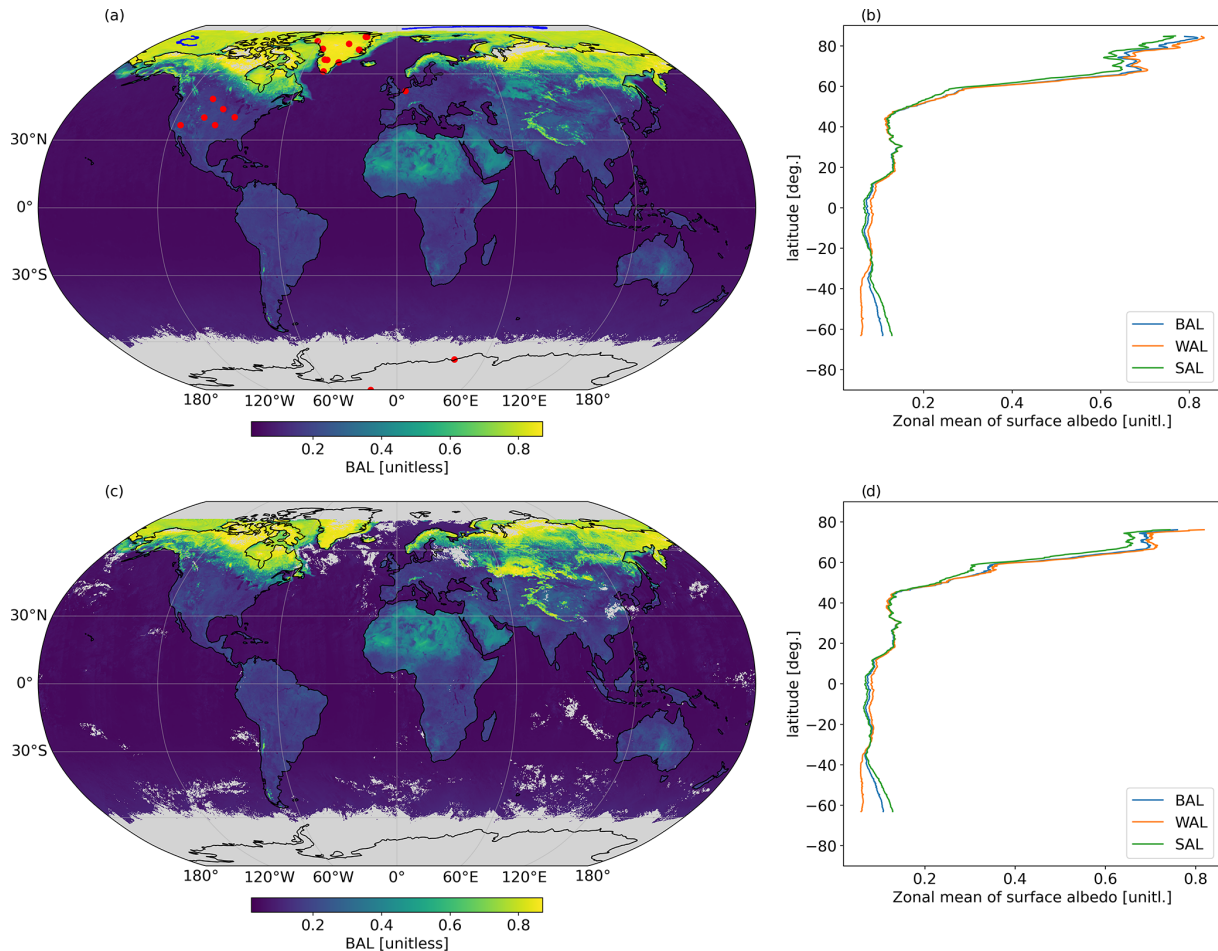 (a)
30°N
0°
30°S
180° 120°W 60°W 0° 60°E 120°E 180°
0.2 0.4 0.6 0.8
BAL [unitless]
(b)
80
60
40
20
0
−20
−40
−60
−80
latitude [deg.]
BAL
WAL
SAL
0.2 0.4 0.6 0.8
Zonal mean of surface albedo [unitl.]
(c)
30°N
0°
30°S
180° 120°W 60°W 0° 60°E 120°E 180°
0.2 0.4 0.6 0.8
BAL [unitless]
(d)
80
60
40
20
0
−20
−40
−60
−80
latitude [deg.]
BAL
WAL
SAL
0.2 0.4 0.6 0.8
Zonal mean of surface albedo [unitl.]